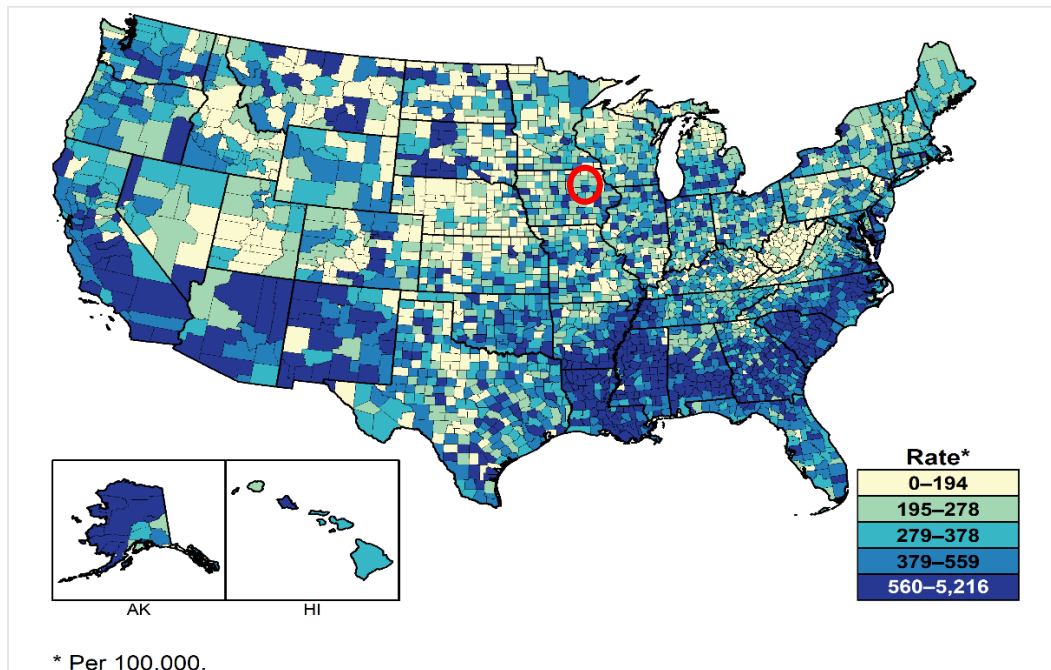 Rate*
0–194
195–278
279–378
379–559
560–5,216
AK
HI
* Per 100,000.